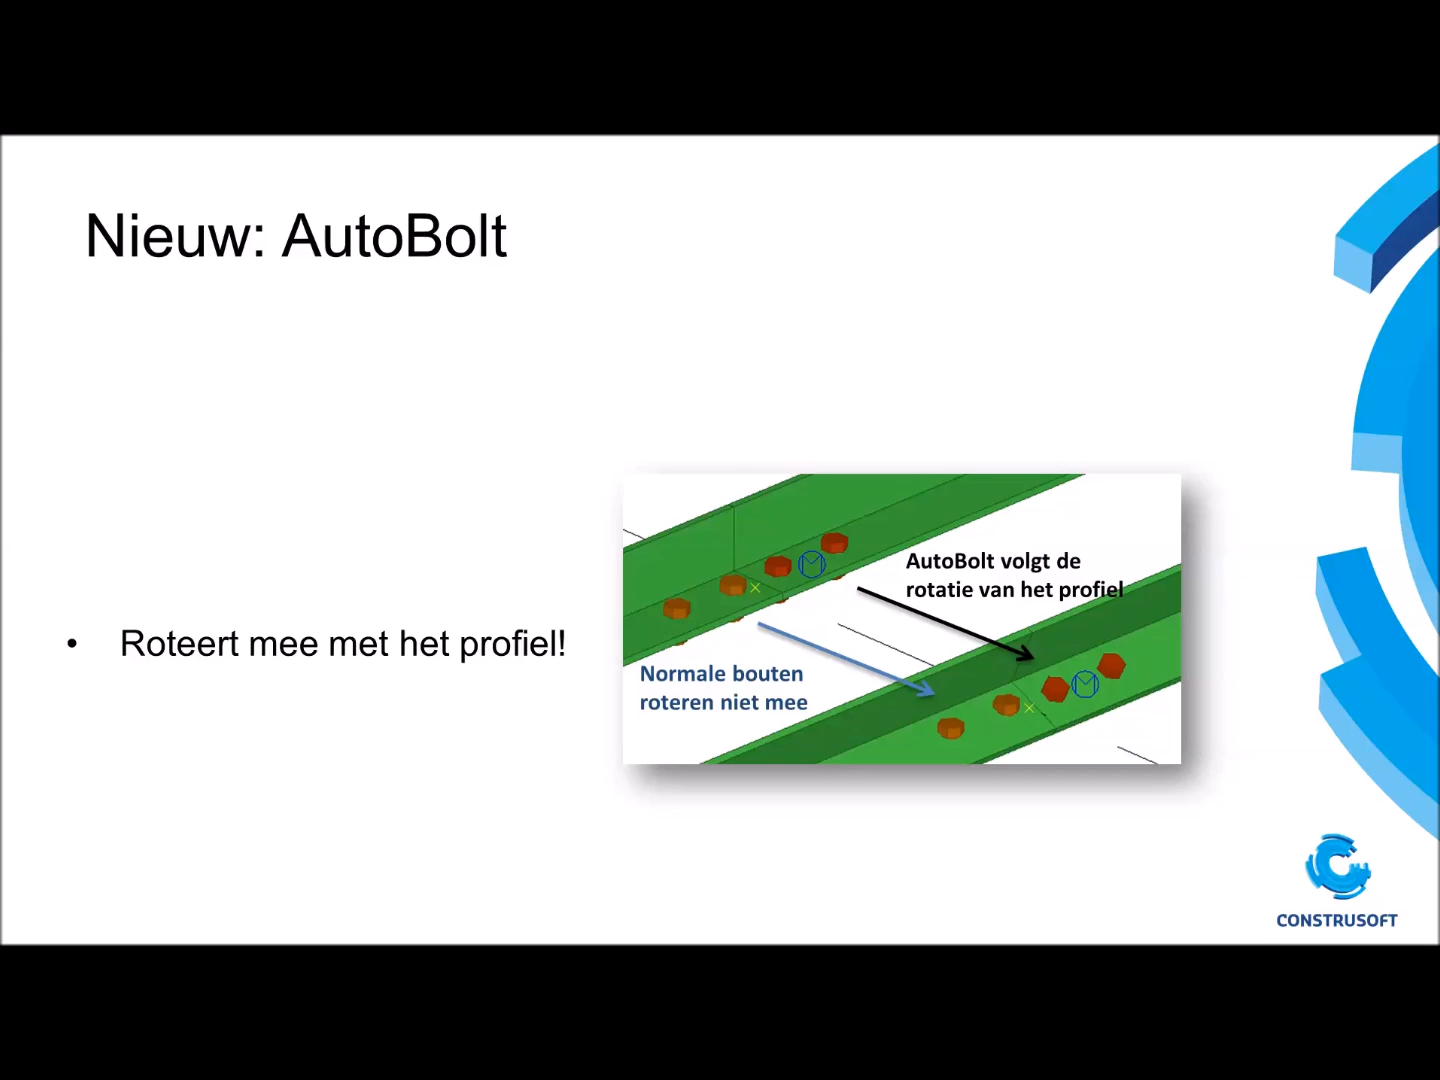 Nieuw: AutoBolt
• Roteert mee met het profiel!
AutoBolt volgt de
rotatie van het profiel
Normale bouten
roteren niet mee
CONSTRUSOFT